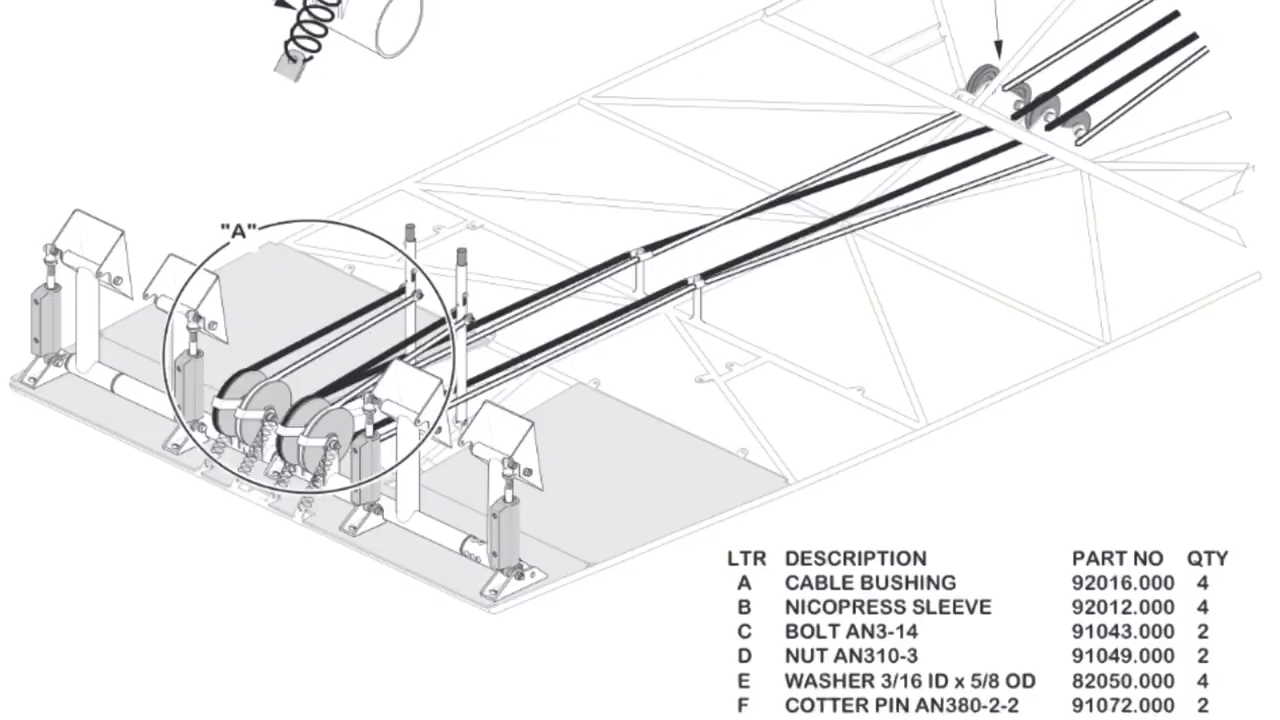 "A"
LTR DESCRIPTION PART NO QTY
A CABLE BUSHING 92016.000 4
B NICOPRESS SLEEVE 92012.000 4
C BOLT AN3-14 91043.000 2
D NUT AN310-3 91049.000 2
E WASHER 3/16 ID x 5/8 OD 82050.000 4
F COTTER PIN AN380-2-2 91072.000 2